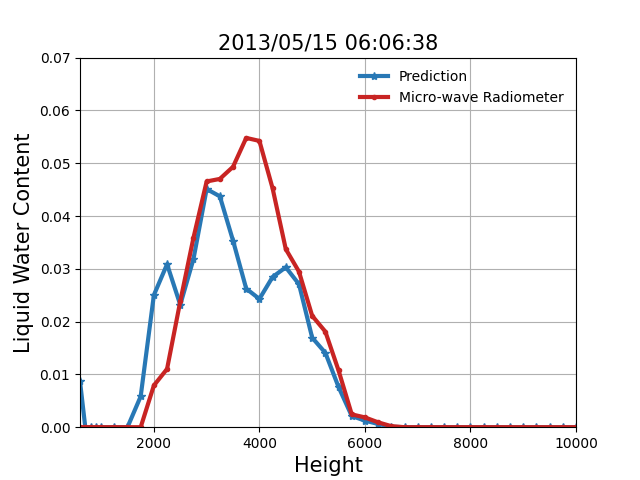 2013/05/15 06:06:38
0.07
0.06
0.05
0.04
0.03
0.02
0.01
0.00
Liquid Water Content
Prediction
Micro-wave Radiometer
2000 4000 6000 8000 10000
Height